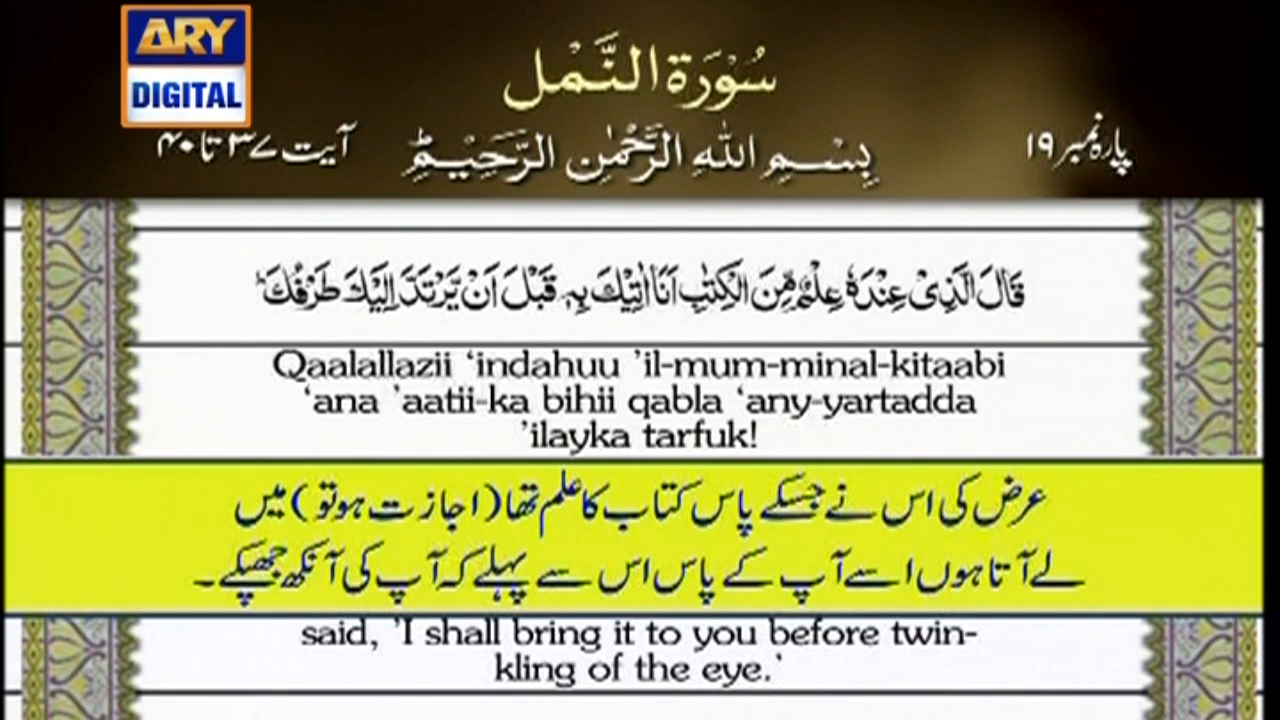 ARY
DIGITAL
سُوْرَةُ النَّمْل
پارہ نمبر ۱۹
بِسْمِ اللهِ الرَّحْمٰنِ الرَّحِيْمِ
آیت ۳۷ تا ۴۰
قَالَ الَّذِیْ عِنْدَهٗ عِلْمٌ مِّنَ الْكِتٰبِ اَنَا اٰتِیْكَ بِهٖ قَبْلَ اَنْ یَّرْتَدَّ اِلَیْكَ طَرْفُكَ ؕ
Qaalallazii ‘indahuu ’il-mum-minal-kitaabi
‘ana ’aatii-ka bihii qabla ‘any-yartadda
’ilayka tarfuk!
عرض کی اس نے جسکے پاس کتاب کا علم تھا (اجازت ہو تو) میں
لے آتا ہوں اسے آپ کے پاس اس سے پہلے کہ آپ کی آنکھ جھپکے۔
said, ’I shall bring it to you before twin-
kling of the eye.’